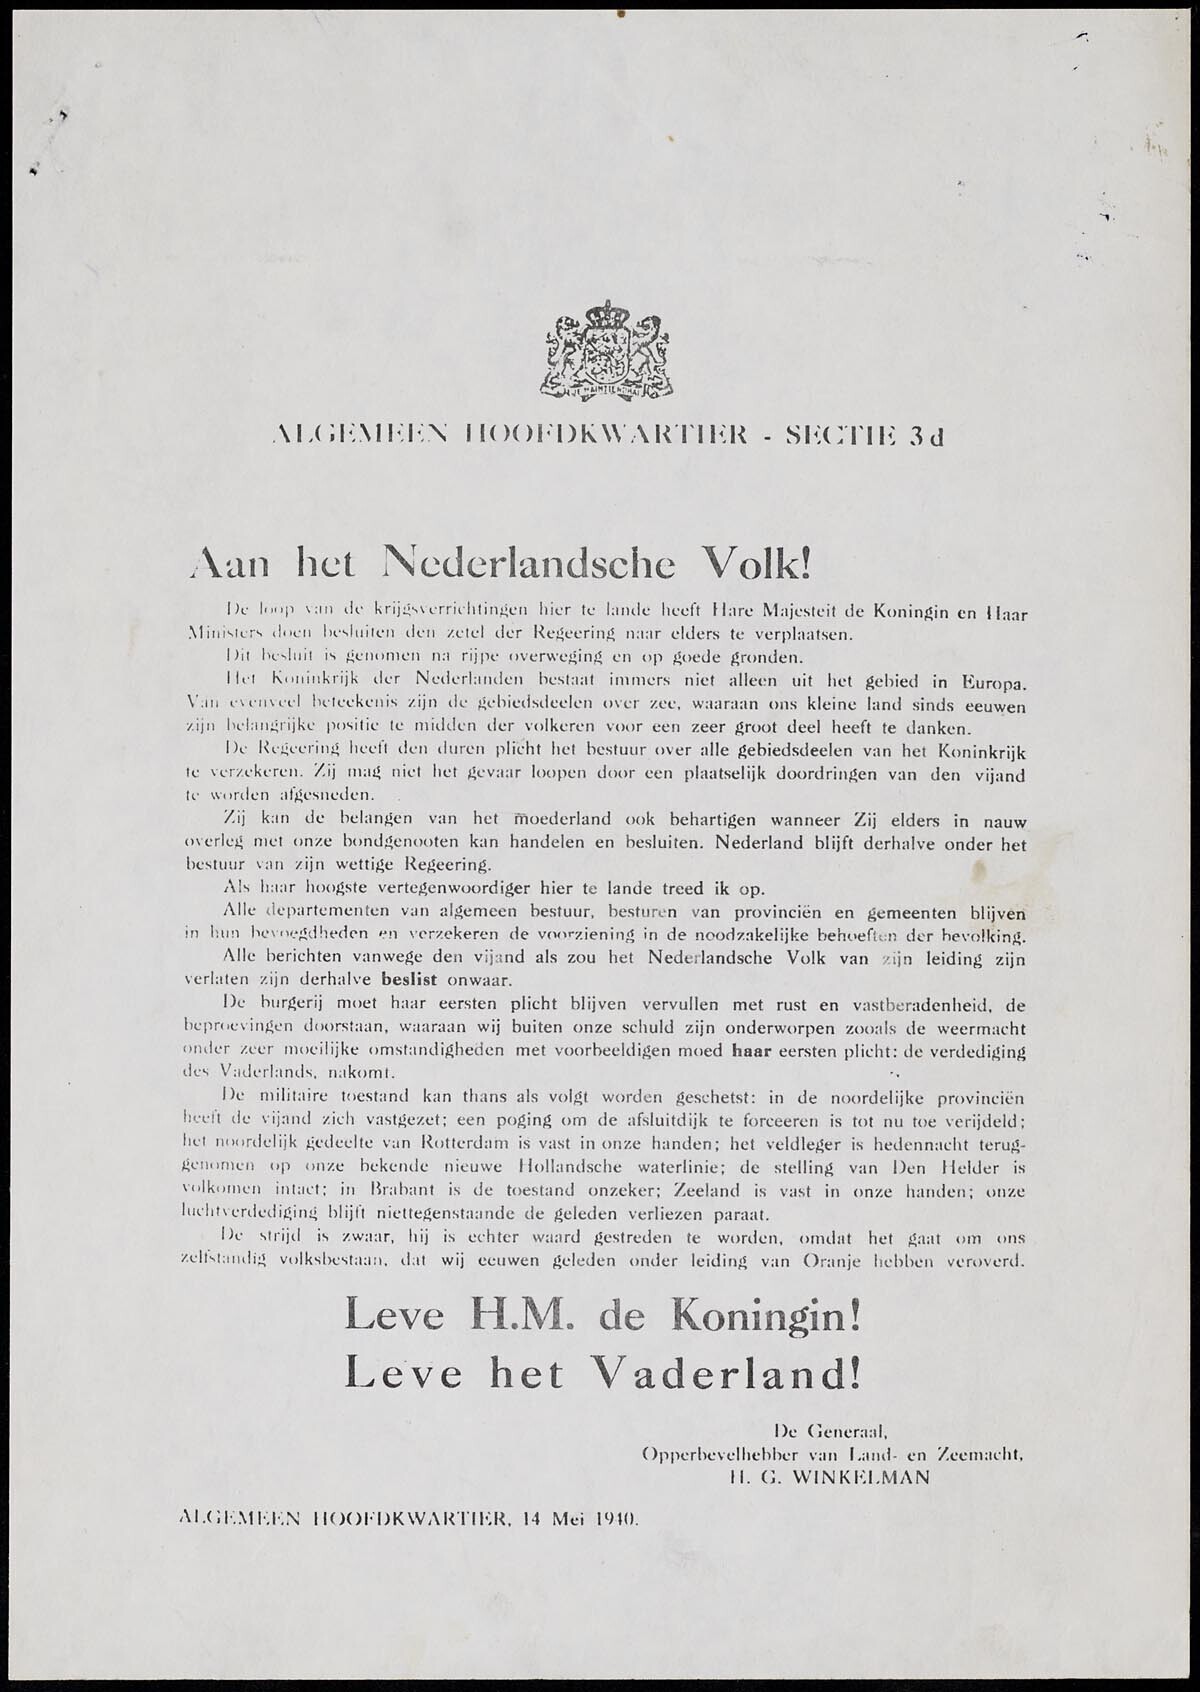 JE MAINTIENDRAI
ALGEMEEN HOOFDKWARTIER - SECTIE 3d
Aan het Nederlandsche Volk!
De loop van de krijgsverrichtingen hier te lande heeft Hare Majesteit de Koningin en Haar
Ministers doen besluiten den zetel der Regeering naar elders te verplaatsen.
Dit besluit is genomen na rijpe overweging en op goede gronden.
Het Koninkrijk der Nederlanden bestaat immers niet alleen uit het gebied in Europa.
Van evenveel beteekenis zijn de gebiedsdeelen over zee, waaraan ons kleine land sinds eeuwen
zijn belangrijke positie te midden der volkeren voor een zeer groot deel heeft te danken.
De Regeering heeft den duren plicht het bestuur over alle gebiedsdeelen van het Koninkrijk
te verzekeren. Zij mag niet het gevaar loopen door een plaatselijk doordringen van den vijand
te worden afgesneden.
Zij kan de belangen van het moederland ook behartigen wanneer Zij elders in nauw
overleg met onze bondgenooten kan handelen en besluiten. Nederland blijft derhalve onder het
bestuur van zijn wettige Regeering.
Als haar hoogste vertegenwoordiger hier te lande treed ik op.
Alle departementen van algemeen bestuur, besturen van provinciën en gemeenten blijven
in hun bevoegdheden en verzekeren de voorziening in de noodzakelijke behoeften der bevolking.
Alle berichten vanwege den vijand als zou het Nederlandsche Volk van zijn leiding zijn
verlaten zijn derhalve beslist onwaar.
De burgerij moet haar eersten plicht blijven vervullen met rust en vastberadenheid, de
beproevingen doorstaan, waaraan wij buiten onze schuld zijn onderworpen zooals de weermacht
onder zeer moeilijke omstandigheden met voorbeeldigen moed haar eersten plicht: de verdediging
des Vaderlands, nakomt.
De militaire toestand kan thans als volgt worden geschetst: in de noordelijke provinciën
heeft de vijand zich vastgezet; een poging om de afsluitdijk te forceeren is tot nu toe verijdeld;
het noordelijk gedeelte van Rotterdam is vast in onze handen; het veldleger is hedennacht terug-
genomen op onze bekende nieuwe Hollandsche waterlinie; de stelling van Den Helder is
volkomen intact; in Brabant is de toestand onzeker; Zeeland is vast in onze handen; onze
luchtverdediging blijft niettegenstaande de geleden verliezen paraat.
De strijd is zwaar, hij is echter waard gestreden te worden, omdat het gaat om ons
zelfstandig volksbestaan, dat wij eeuwen geleden onder leiding van Oranje hebben veroverd.
Leve H.M. de Koningin!
Leve het Vaderland!
De Generaal,
Opperbevelhebber van Land- en Zeemacht,
H. G. WINKELMAN
ALGEMEEN HOOFDKWARTIER, 14 Mei 1940.